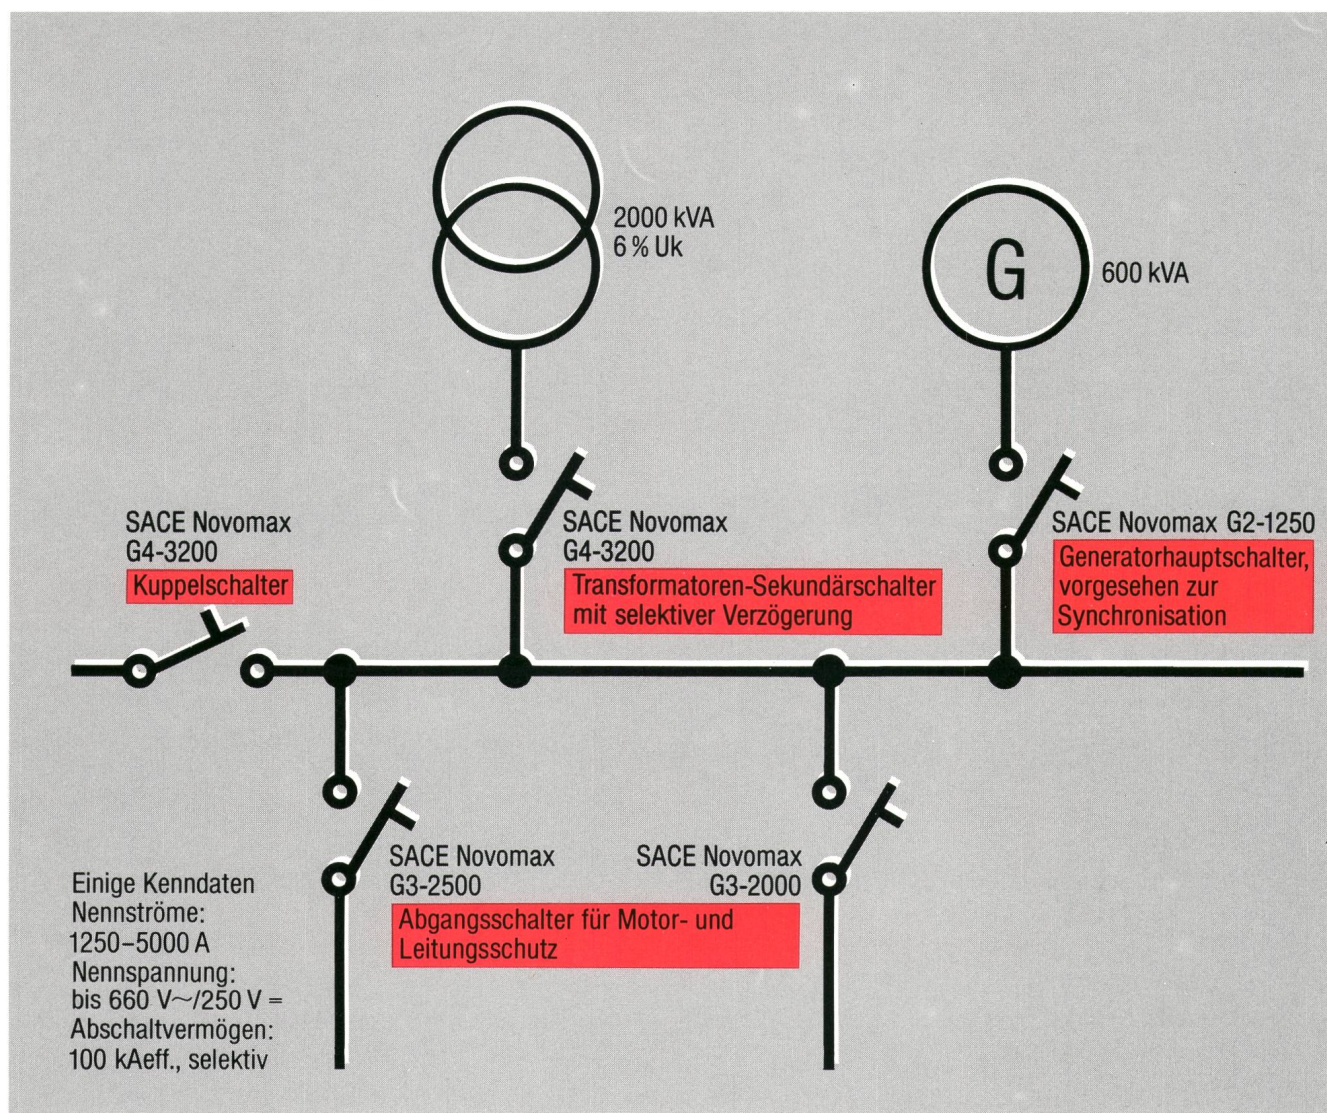 2000 kVA
6% Uk
G
600 kVA
SACE Novomax
G4-3200
Kuppelschalter
SACE Novomax
G4-3200
Transformatoren-Sekundärschalter
mit selektiver Verzögerung
SACE Novomax G2-1250
Generatorhauptschalter,
vorgesehen zur
Synchronisation
SACE Novomax
G3-2500
SACE Novomax
G3-2000
Abgangsschalter für Motor- und
Leitungsschutz
Einige Kenndaten
Nennströme:
1250–5000 A
Nennspannung:
bis 660 V~/250 V =
Abschaltvermögen:
100 kAeff., selektiv